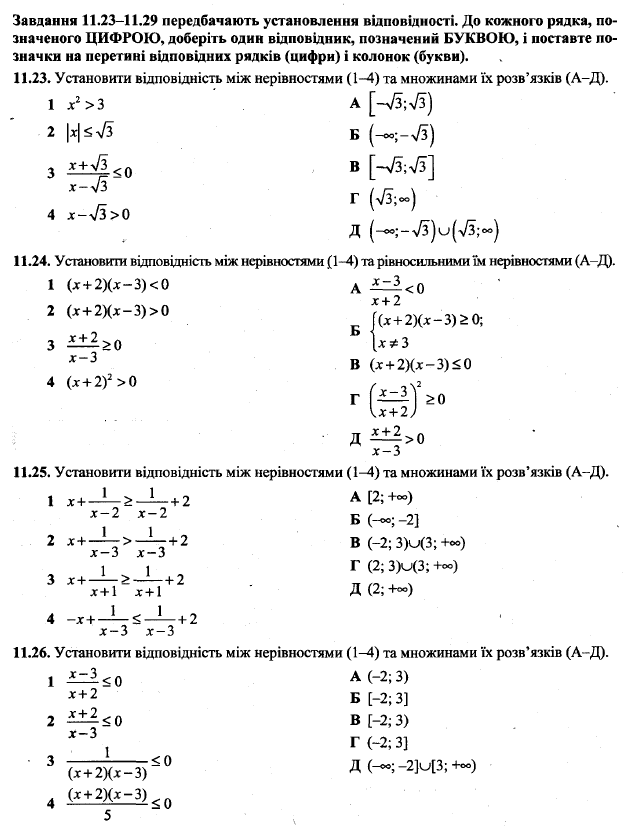 Завдання 11.23–11.29 передбачають установлення відповідності. До кожного рядка, по-
значеного ЦИФРОЮ, доберіть один відповідник, позначений БУКВОЮ, і поставте по-
значки на перетині відповідних рядків (цифри) і колонок (букви).
11.23. Установити відповідність між нерівностями (1–4) та множинами їх розв’язків (А–Д).
1 x² > 3
2 |x| ≤ √3
3 (x+√3)/(x−√3) ≤ 0
4 x−√3 > 0
А [−√3;√3)
Б (−∞;−√3)
В [−√3;√3]
Г (√3;∞)
Д (−∞;−√3)∪(√3;∞)
11.24. Установити відповідність між нерівностями (1–4) та рівносильними їм нерівностями (А–Д).
1 (x+2)(x−3) < 0
2 (x+2)(x−3) > 0
3 (x+2)/(x−3) ≥ 0
4 (x+2)² > 0
А (x−3)/(x+2) < 0
Б {(x+2)(x−3) ≥ 0;
x ≠ 3
В (x+2)(x−3) ≤ 0
Г ((x−3)/(x+2))² ≥ 0
Д (x+2)/(x−3) > 0
11.25. Установити відповідність між нерівностями (1–4) та множинами їх розв’язків (А–Д).
1 x + 1/(x−2) ≥ 1/(x−2) + 2
2 x + 1/(x−3) > 1/(x−3) + 2
3 x + 1/(x+1) ≥ 1/(x+1) + 2
4 −x + 1/(x−3) ≤ 1/(x−3) + 2
А [2; +∞)
Б (−∞; −2]
В (−2; 3)∪(3; +∞)
Г (2; 3)∪(3; +∞)
Д (2; +∞)
11.26. Установити відповідність між нерівностями (1–4) та множинами їх розв’язків (А–Д).
1 (x−3)/(x+2) ≤ 0
2 (x+2)/(x−3) ≤ 0
3 1/((x+2)(x−3)) ≤ 0
4 ((x+2)(x−3))/5 ≤ 0
А (−2; 3)
Б [−2; 3]
В [−2; 3)
Г (−2; 3]
Д (−∞; −2]∪[3; +∞)